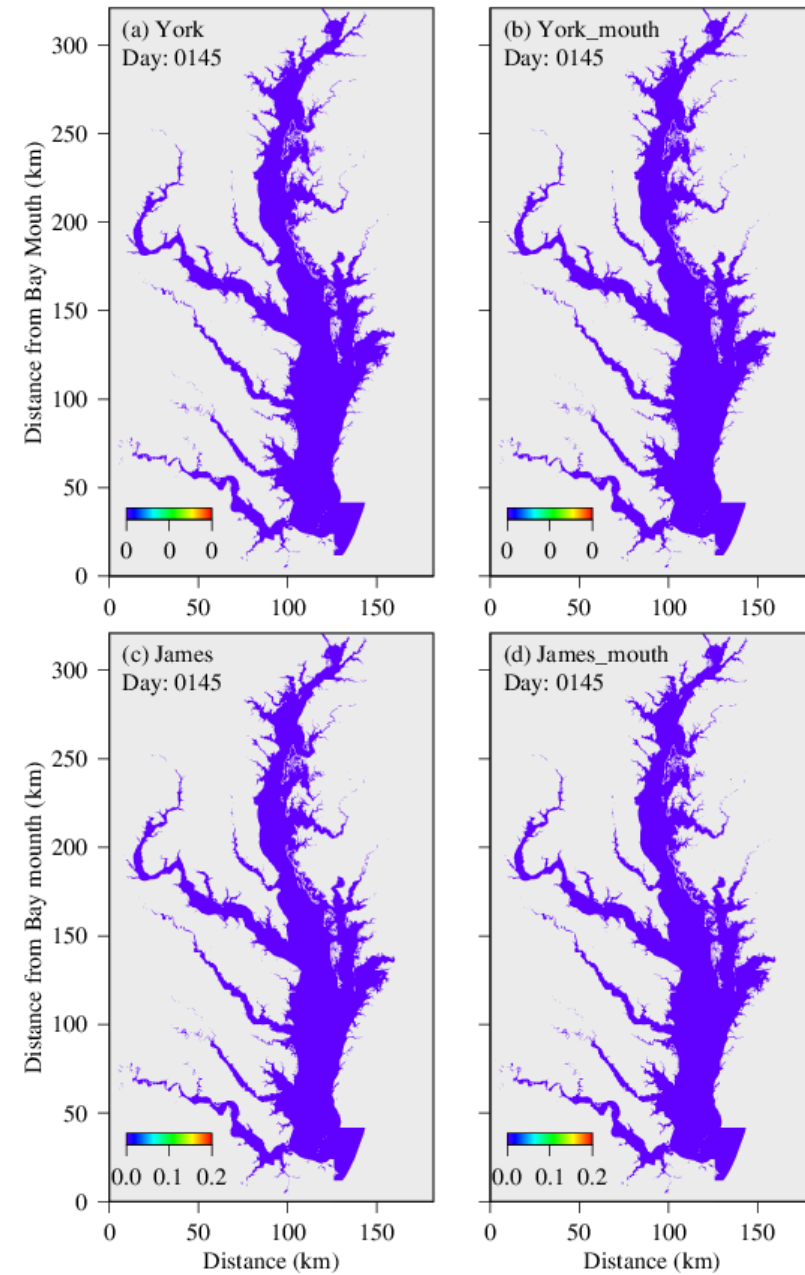 (a) York
Day: 0145
(b) York_mouth
Day: 0145
Distance from Bay Mouth (km)
300
250
200
150
100
50
0
0 0 0
0 0 0
0 50 100 150
0 50 100 150
(c) James
Day: 0145
(d) James_mouth
Day: 0145
Distance from Bay mounth (km)
300
250
200
150
100
50
0
0.0 0.1 0.2
0.0 0.1 0.2
0 50 100 150
0 50 100 150
Distance (km)
Distance (km)